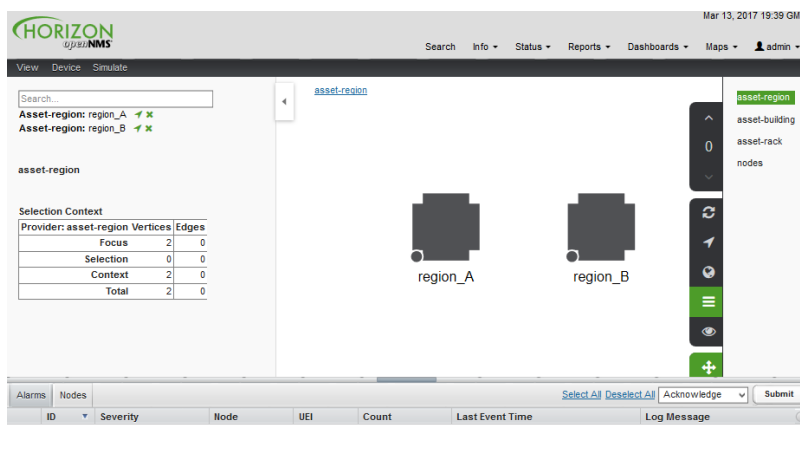 Mar 13, 2017 19:39 GM
HORIZON
openNMS
Search Info Status Reports Dashboards Maps admin
View Device Simulate
Search...
Asset-region: region_A
Asset-region: region_B
asset-region
Selection Context
Provider: asset-region Vertices Edges
Focus 2 0
Selection 0 0
Context 2 0
Total 2 0
asset-region
region_A region_B
0
asset-region
asset-building
asset-rack
nodes
Alarms Nodes Select All Deselect All Acknowledge Submit
ID Severity Node UEI Count Last Event Time Log Message